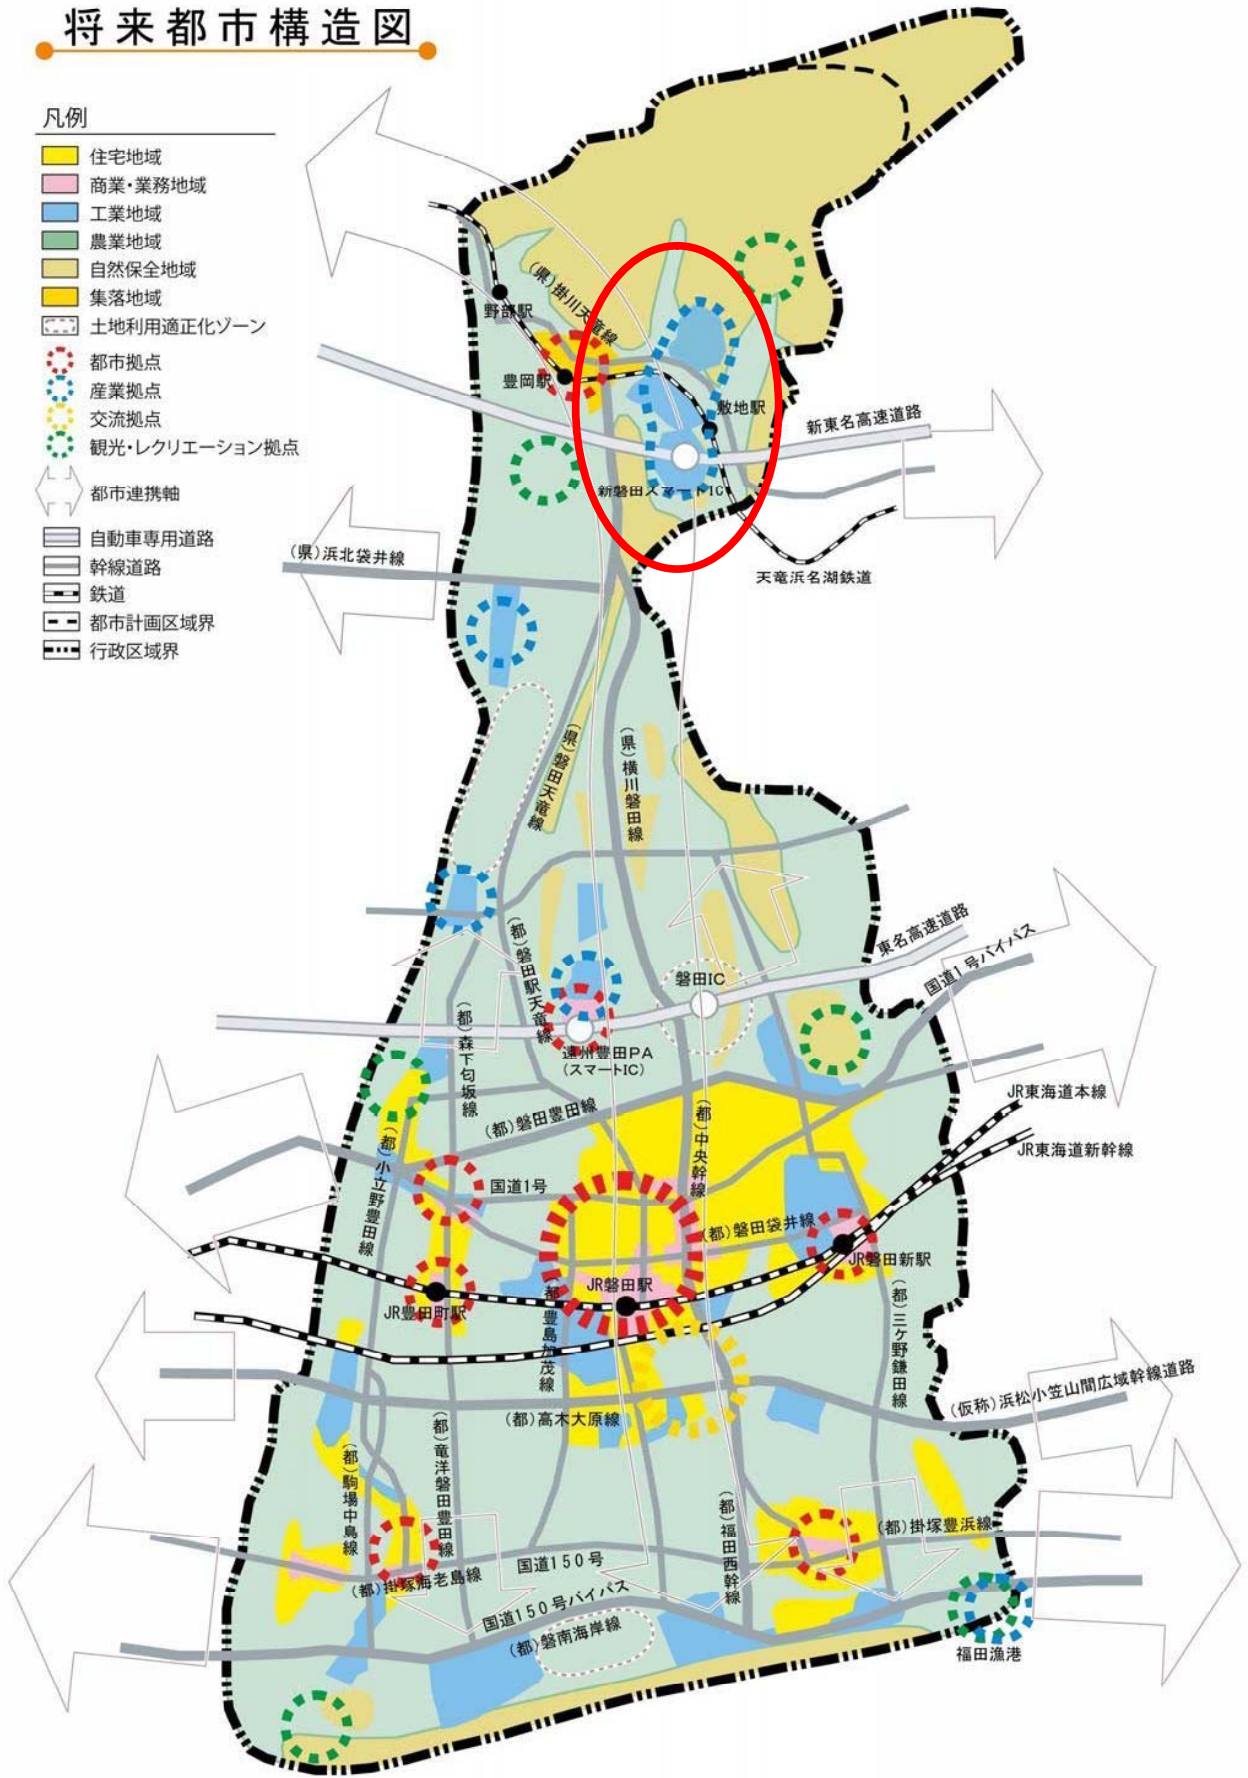 将来都市構造図
凡例
住宅地域
商業・業務地域
工業地域
農業地域
自然保全地域
集落地域
土地利用適正化ゾーン
都市拠点
産業拠点
交流拠点
観光・レクリエーション拠点
都市連携軸
自動車専用道路
幹線道路
鉄道
都市計画区域界
行政区域界
野部駅
(県)掛川天竜線
豊岡駅
敷地駅
新東名高速道路
新磐田スマートIC
天竜浜名湖鉄道
(県)浜北袋井線
(県)磐田天竜線
(県)横川磐田線
(都)磐田駅天竜線
東名高速道路
国道1号バイパス
磐田IC
(都)森下匂坂線
遠州豊田PA
(スマートIC)
(都)磐田豊田線
(都)中央幹線
JR東海道本線
JR東海道新幹線
(都)小立野豊田線
国道1号
(都)磐田袋井線
JR磐田新駅
JR磐田駅
JR豊田町駅
(都)豊島加茂線
(都)三ケ野鎌田線
(仮称)浜松小笠山間広域幹線道路
(都)高木大原線
(都)竜洋磐田豊田線
(都)駒場中島線
(都)福田西幹線
(都)掛塚豊浜線
国道150号
(都)掛塚海老島線
国道150号バイパス
(都)磐南海岸線
福田漁港